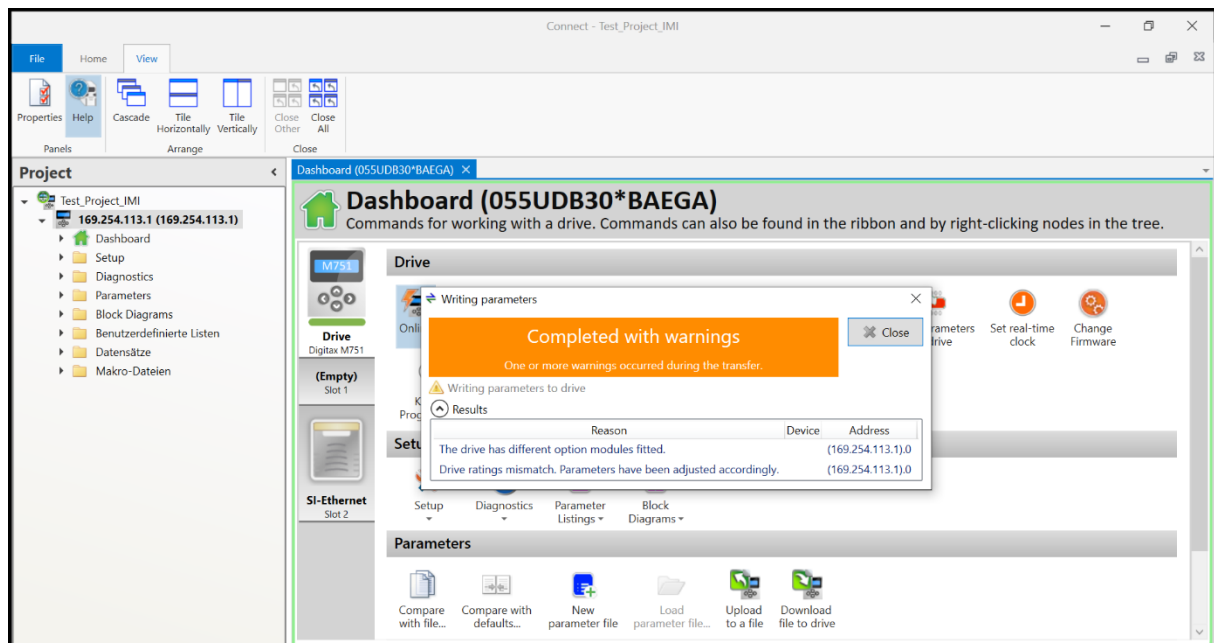 Connect - Test_Project_IMI
File Home View
Properties Help Cascade Tile Horizontally Tile Vertically Close Other Close All
Panels Arrange Close
Project
Test_Project_IMI
169.254.113.1 (169.254.113.1)
Dashboard
Setup
Diagnostics
Parameters
Block Diagrams
Benutzerdefinierte Listen
Datensätze
Makro-Dateien
Dashboard (055UDB30*BAEGA)
Dashboard (055UDB30*BAEGA)
Commands for working with a drive. Commands can also be found in the ribbon and by right-clicking nodes in the tree.
M751
Drive
Digitax M751
(Empty)
Slot 1
SI-Ethernet
Slot 2
Drive
Set real-time clock
Change Firmware
Writing parameters
Completed with warnings
One or more warnings occurred during the transfer.
Close
Writing parameters to drive
Results
Reason Device Address
The drive has different option modules fitted. (169.254.113.1).0
Drive ratings mismatch. Parameters have been adjusted accordingly. (169.254.113.1).0
Setup Diagnostics Parameter Listings Block Diagrams
Parameters
Compare with file...
Compare with defaults...
New parameter file
Load parameter file...
Upload to a file
Download file to drive